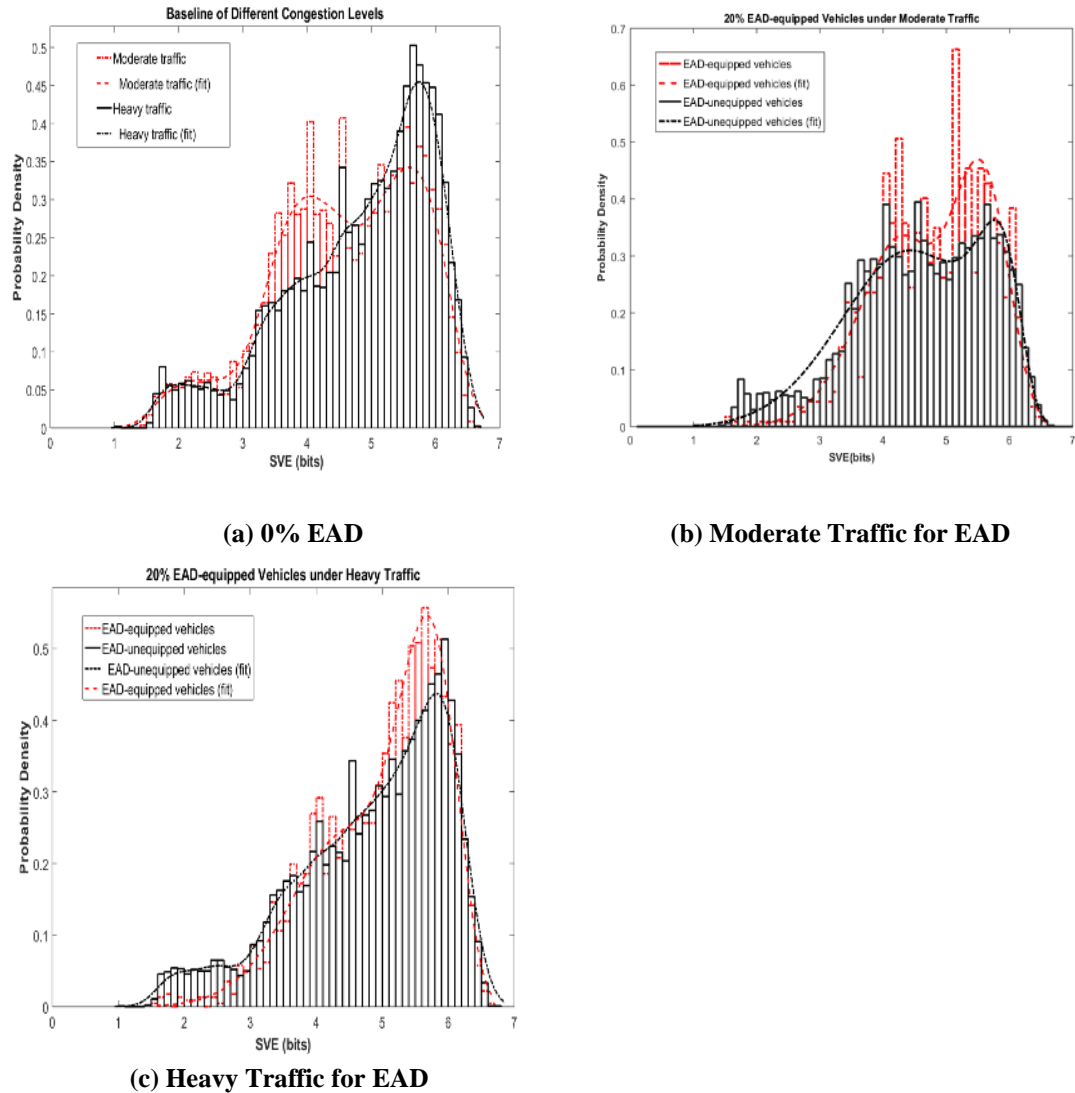 Baseline of Different Congestion Levels
Moderate traffic
Moderate traffic (fit)
Heavy traffic
Heavy traffic (fit)
0.5
0.45
0.4
0.35
0.3
0.25
0.2
0.15
0.1
0.05
0
Probability Density
0 1 2 3 4 5 6 7
SVE (bits)
(a) 0% EAD
20% EAD-equipped Vehicles under Moderate Traffic
EAD-equipped vehicles
EAD-equipped vehicles (fit)
EAD-unequipped vehicles
EAD-unequipped vehicles (fit)
0.7
0.6
0.5
0.4
0.3
0.2
0.1
0
Probability Density
0 1 2 3 4 5 6 7
SVE(bits)
(b) Moderate Traffic for EAD
20% EAD-equipped Vehicles under Heavy Traffic
EAD-equipped vehicles
EAD-unequipped vehicles
EAD-unequipped vehicles (fit)
EAD-equipped vehicles (fit)
0.5
0.4
0.3
0.2
0.1
0
Probability Density
0 1 2 3 4 5 6 7
SVE (bits)
(c) Heavy Traffic for EAD